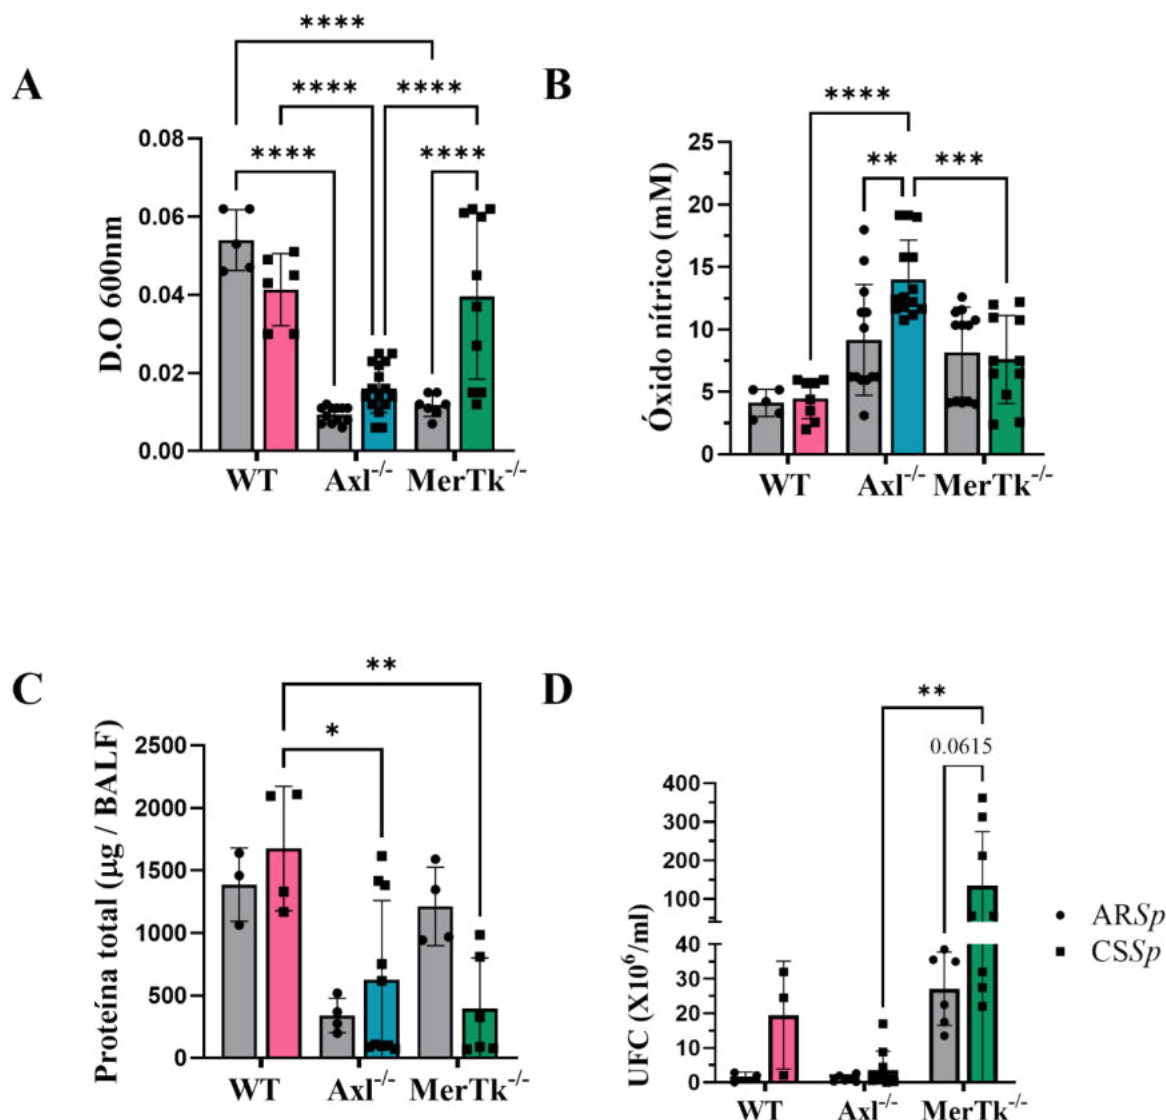 A
****
**** ****
**** ****
D.O 600nm
0.08
0.06
0.04
0.02
0.00
WT Axl-/- MerTk-/-
B
****
** ***
Óxido nítrico (mM)
25
20
15
10
5
0
WT Axl-/- MerTk-/-
C
**
*
Proteína total (µg / BALF)
2500
2000
1500
1000
500
0
WT Axl-/- MerTk-/-
D
**
0.0615
UFC (X10⁶/ml)
400
300
200
100
40
30
20
10
0
WT Axl-/- MerTk-/-
ARSp
CSSp